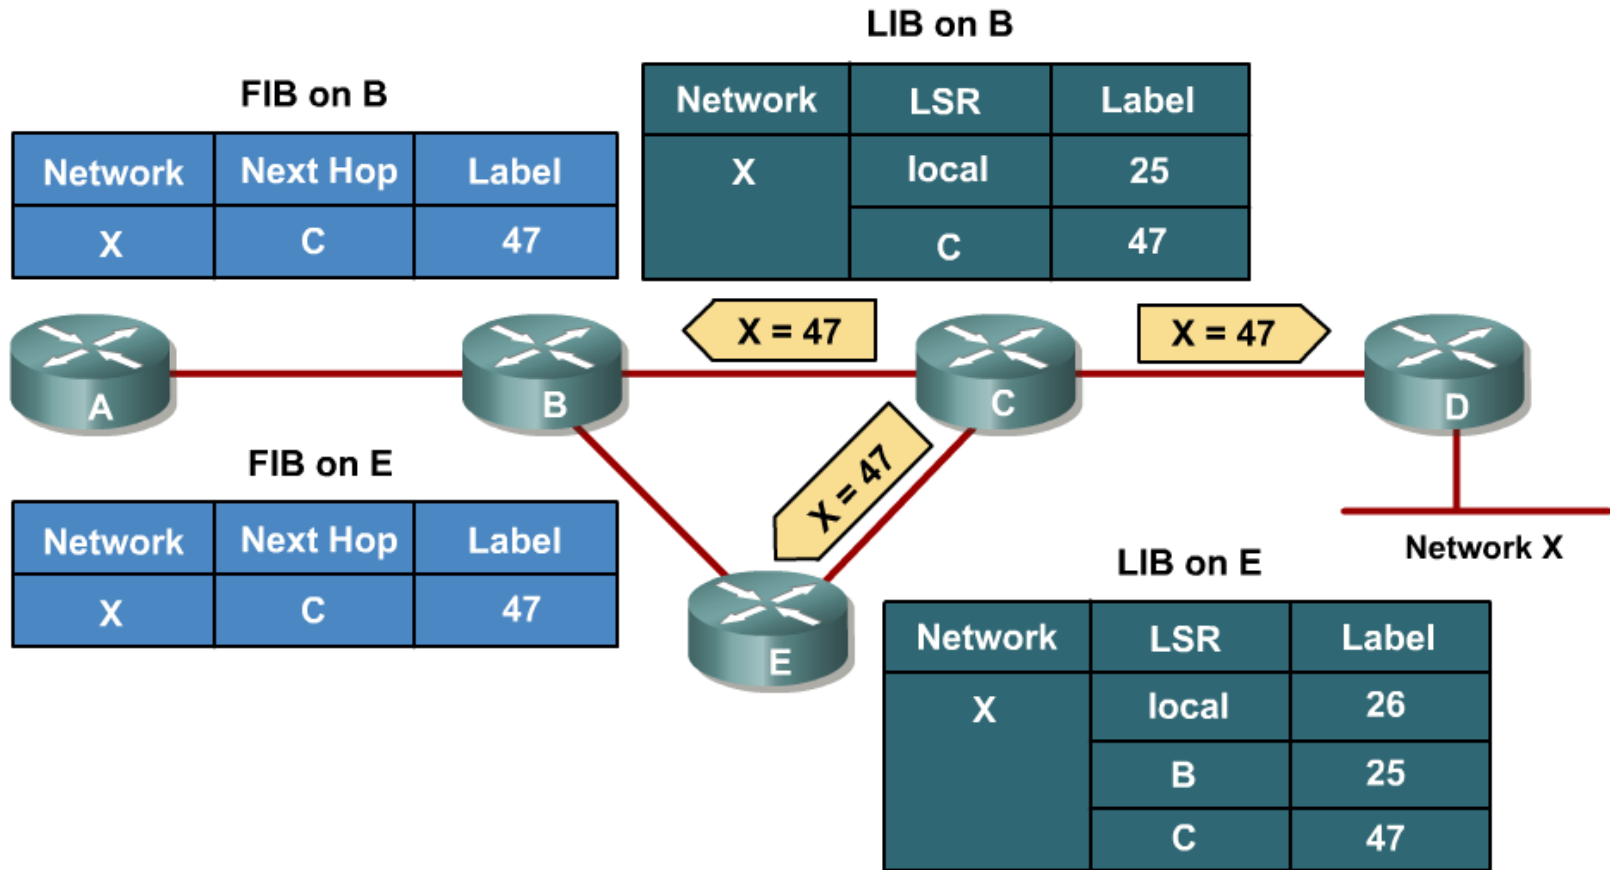 LIB on B
Network LSR Label
X local 25
C 47
FIB on B
Network Next Hop Label
X C 47
X = 47
X = 47
A
B
C
D
X = 47
FIB on E
Network Next Hop Label
X C 47
E
Network X
LIB on E
Network LSR Label
X local 26
B 25
C 47